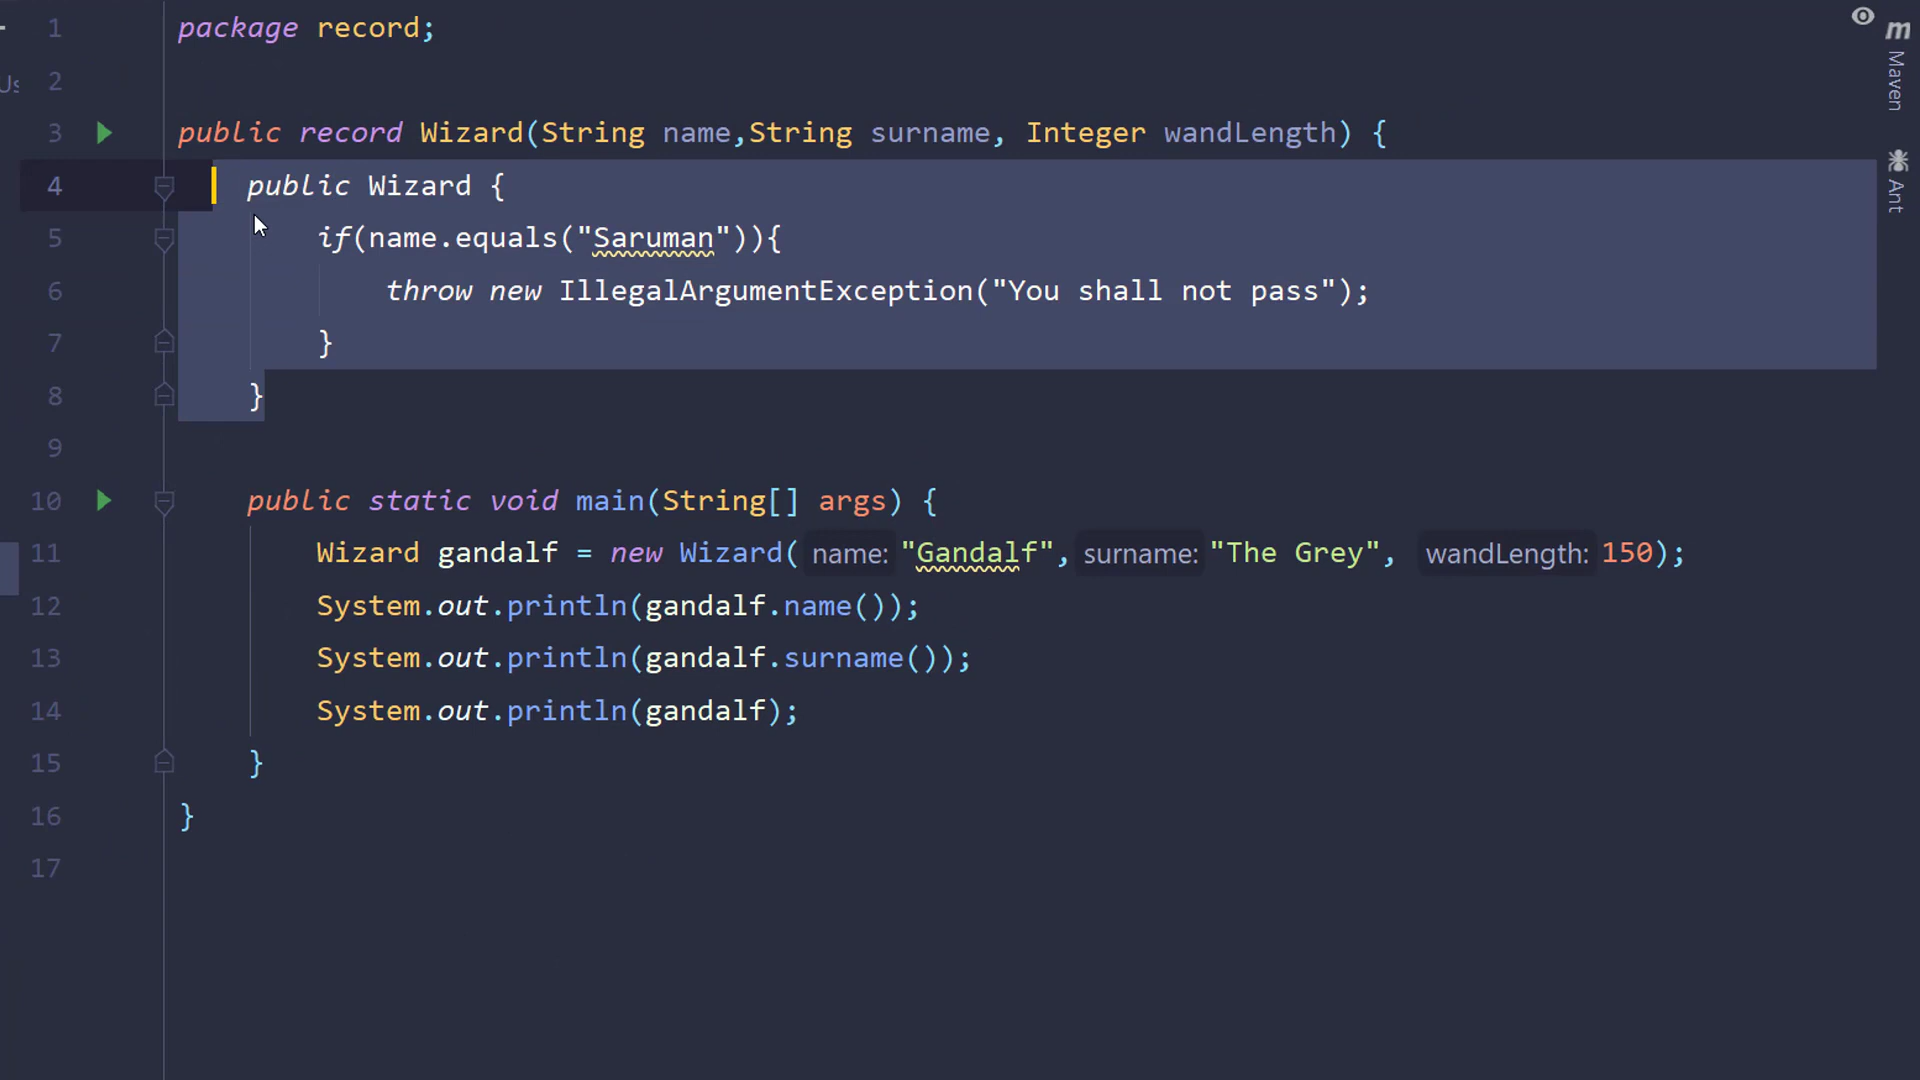 1 package record;
m
Maven
2
Us
3 public record Wizard(String name,String surname, Integer wandLength) {
4 public Wizard {
Ant
5 if(name.equals("Saruman")){
6 throw new IllegalArgumentException("You shall not pass");
7 }
8 }
9
10 public static void main(String[] args) {
11 Wizard gandalf = new Wizard( name: "Gandalf", surname: "The Grey", wandLength: 150);
12 System.out.println(gandalf.name());
13 System.out.println(gandalf.surname());
14 System.out.println(gandalf);
15 }
16 }
17